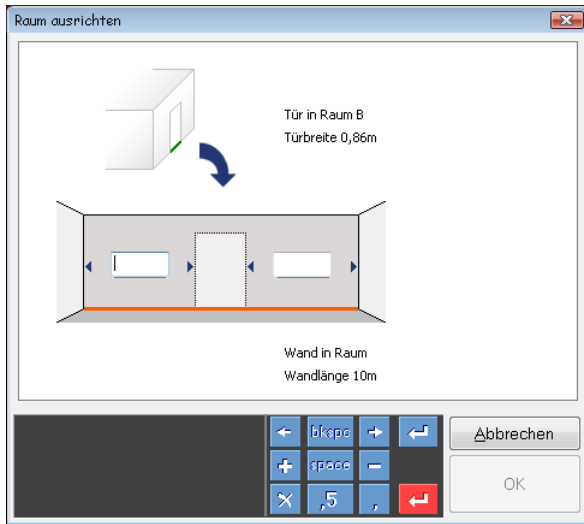 Raum ausrichten
Tür in Raum B
Türbreite 0,86m
Wand in Raum
Wandlänge 10m
bkspc
Abbrechen
+ space -
OK
,5 ,